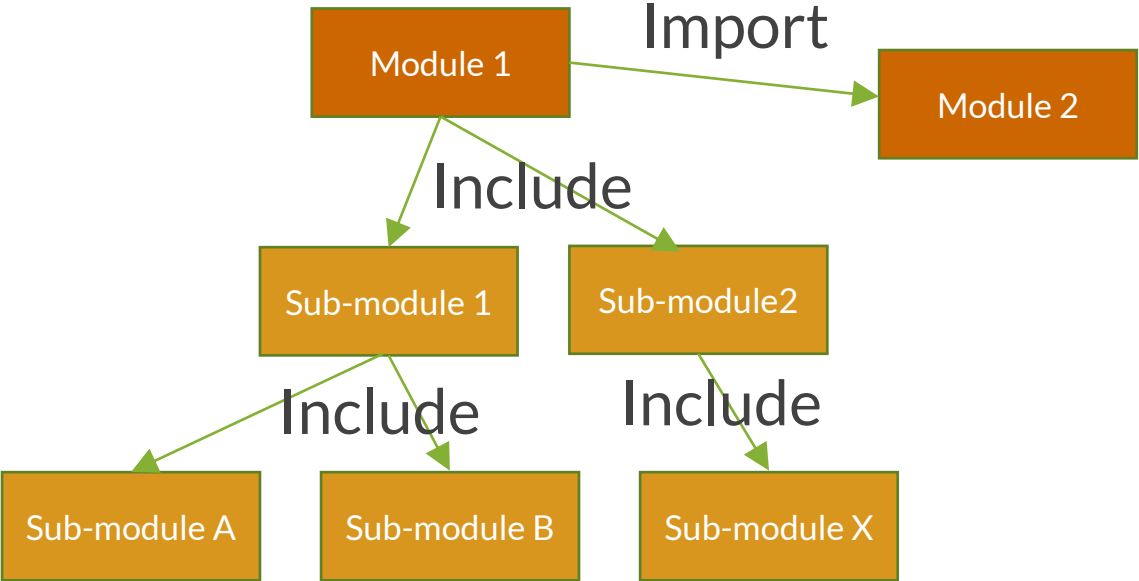 Import
Module 1
Module 2
Include
Sub-module 1
Sub-module2
Include
Include
Sub-module A
Sub-module B
Sub-module X